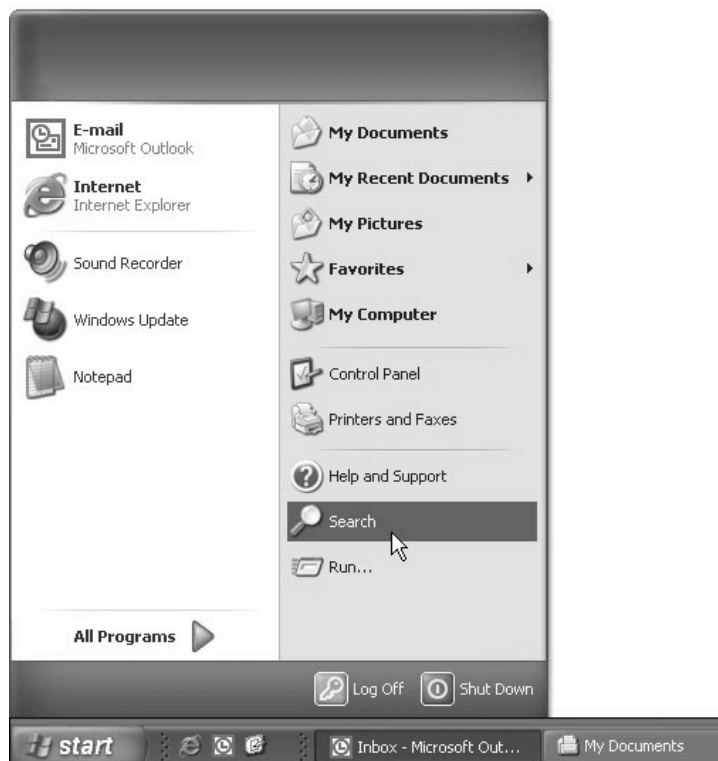 E-mail
Microsoft Outlook
Internet
Internet Explorer
Sound Recorder
Windows Update
Notepad
All Programs
My Documents
My Recent Documents
My Pictures
Favorites
My Computer
Control Panel
Printers and Faxes
Help and Support
Search
Run...
Log Off
Shut Down
start
Inbox - Microsoft Out...
My Documents